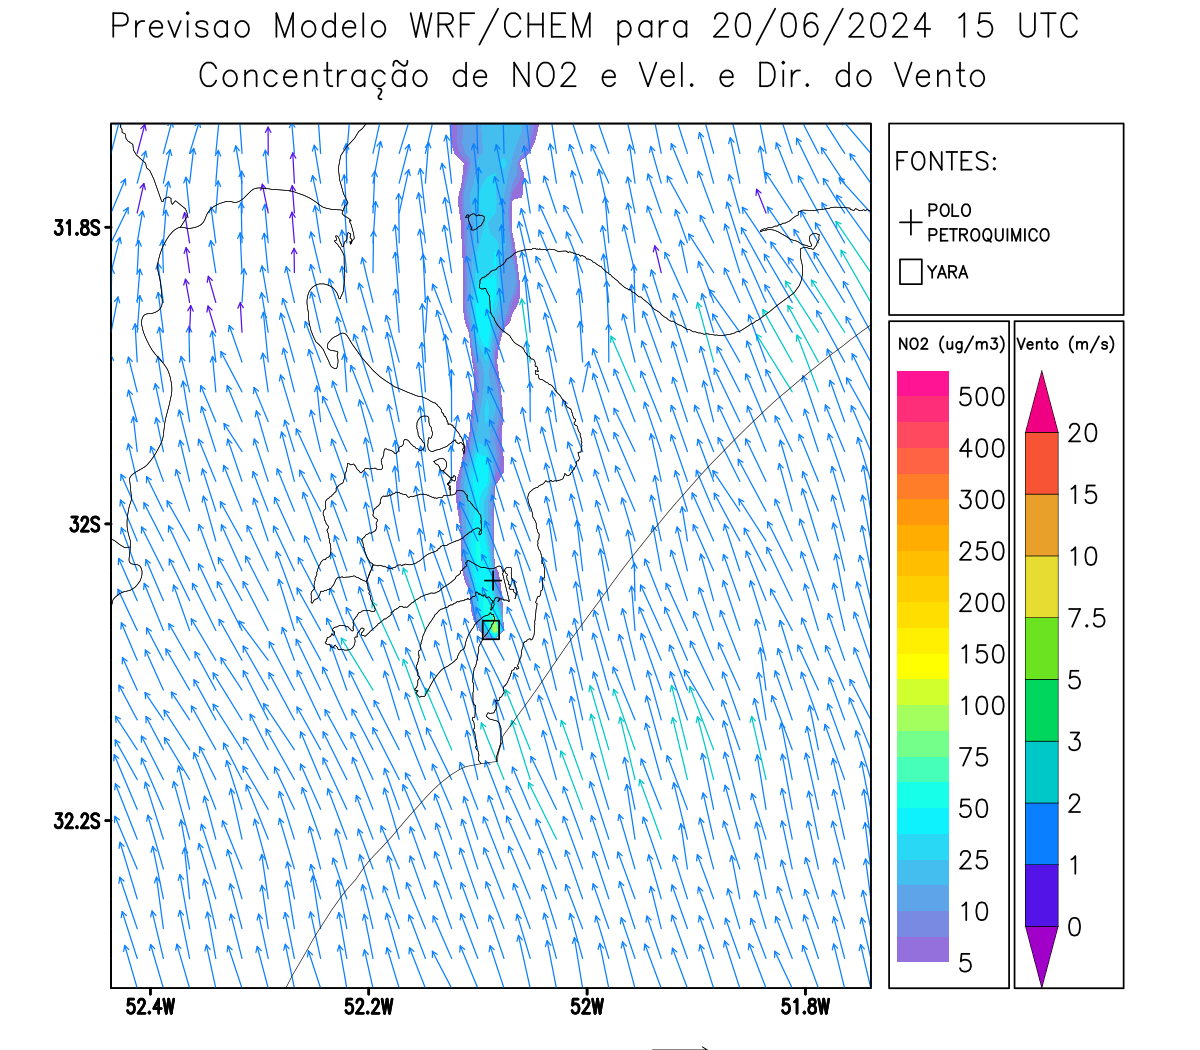 Previsao Modelo WRF/CHEM para 20/06/2024 15 UTC
Concentração de NO2 e Vel. e Dir. do Vento
FONTES:
POLO
PETROQUIMICO
YARA
31.8S
32S
32.2S
52.4W
52.2W
52W
51.8W
NO2 (ug/m3)
500
400
300
250
200
150
100
75
50
25
10
5
Vento (m/s)
20
15
10
7.5
5
3
2
1
0